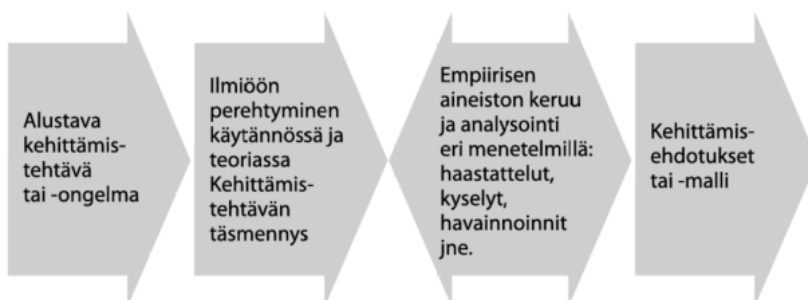 Alustava
kehittämis-
tehtävä
tai -ongelma
Ilmiöön
perehtyminen
käytännössä ja
teoriassa
Kehittämis-
tehtävän
täsmennys
Empiirisen
aineiston keruu
ja analysointi
eri menetelmillä:
haastattelut,
kyselyt,
havainnoinnit
jne.
Kehittämis-
ehdotukset
tai -malli